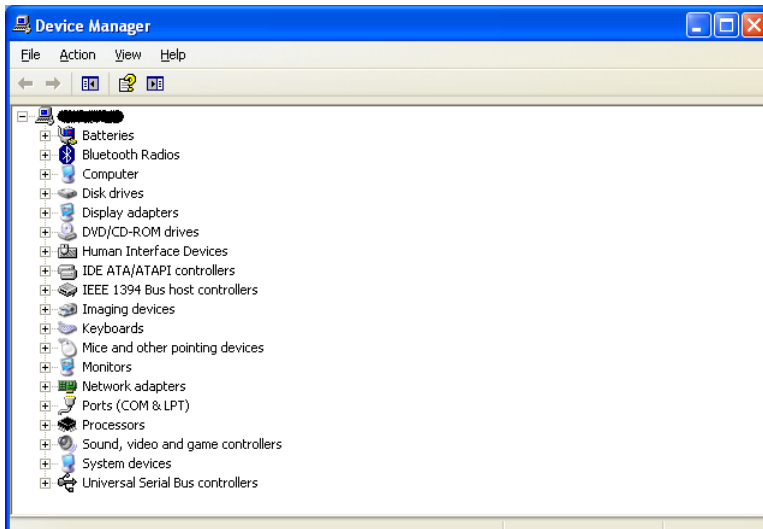 Device Manager
File Action View Help
Batteries
Bluetooth Radios
Computer
Disk drives
Display adapters
DVD/CD-ROM drives
Human Interface Devices
IDE ATA/ATAPI controllers
IEEE 1394 Bus host controllers
Imaging devices
Keyboards
Mice and other pointing devices
Monitors
Network adapters
Ports (COM & LPT)
Processors
Sound, video and game controllers
System devices
Universal Serial Bus controllers